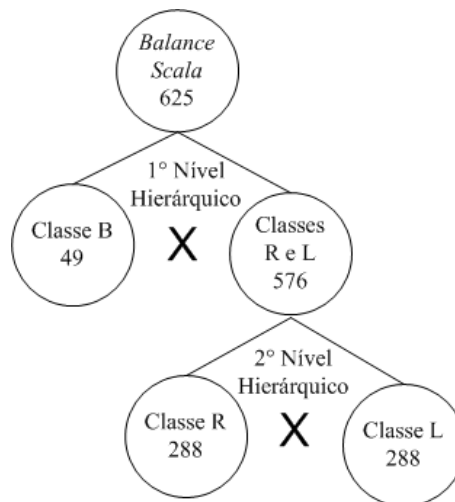 Balance
Scala
625
1° Nível
Hierárquico
Classe B
49
X
Classes
R e L
576
2° Nível
Hierárquico
Classe R
288
X
Classe L
288